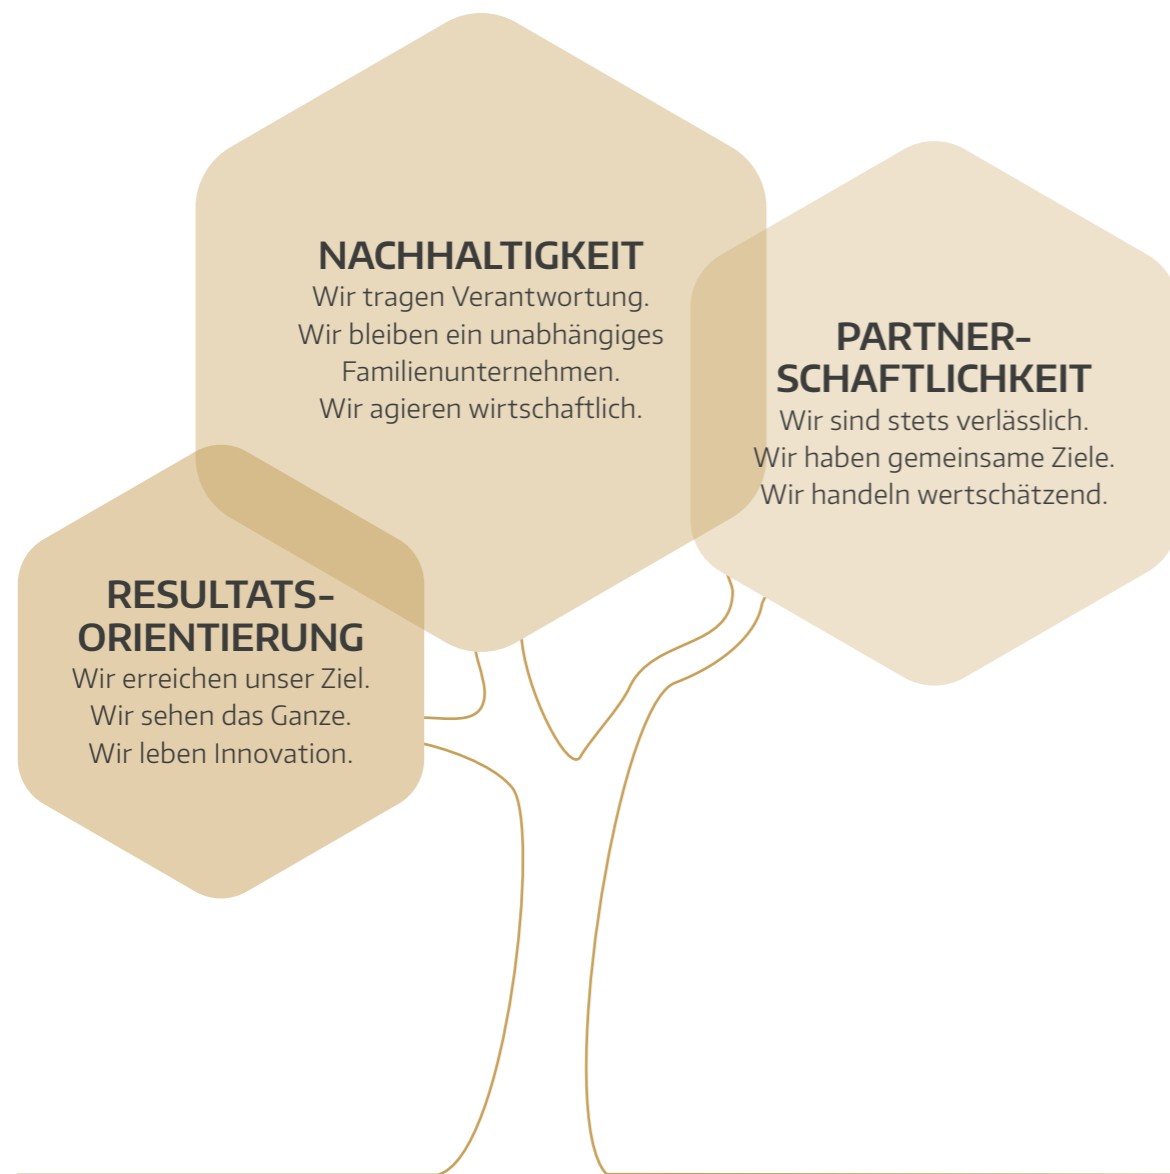 NACHHALTIGKEIT
Wir tragen Verantwortung.
Wir bleiben ein unabhängiges
Familienunternehmen.
Wir agieren wirtschaftlich.
PARTNER-
SCHAFTLICHKEIT
Wir sind stets verlässlich.
Wir haben gemeinsame Ziele.
Wir handeln wertschätzend.
RESULTATS-
ORIENTIERUNG
Wir erreichen unser Ziel.
Wir sehen das Ganze.
Wir leben Innovation.